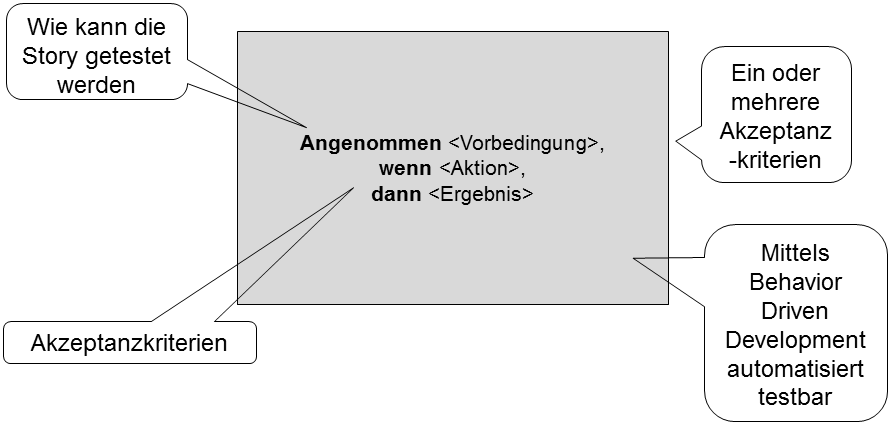 Wie kann die
Story getestet
werden
Angenommen <Vorbedingung>,
wenn <Aktion>,
dann <Ergebnis>
Ein oder
mehrere
Akzeptanz
-kriterien
Akzeptanzkriterien
Mittels
Behavior
Driven
Development
automatisiert
testbar